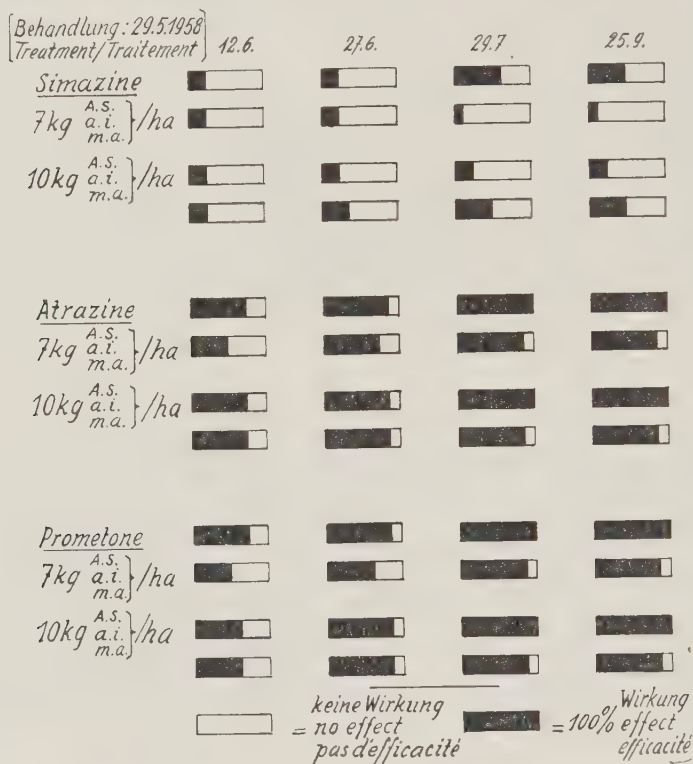 [Behandlung: 29.5.1958
Treatment/Traitement] 12.6. 27.6. 29.7 25.9.
Simazine
7kg A.S. a.i. m.a. }/ha
10kg A.S. a.i. m.a. }/ha
Atrazine
7kg A.S. a.i. m.a. }/ha
10kg A.S. a.i. m.a. }/ha
Prometone
7kg A.S. a.i. m.a. }/ha
10kg A.S. a.i. m.a. }/ha
= keine Wirkung
no effect
pas d'efficacité
= 100% Wirkung
effect
efficacité